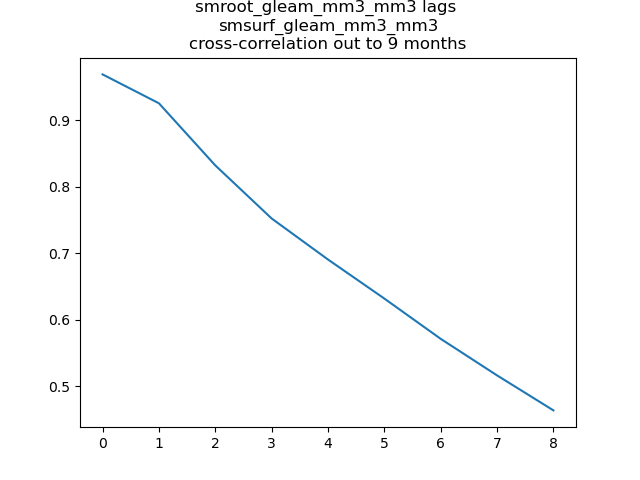 smroot_gleam_mm3_mm3 lags
smsurf_gleam_mm3_mm3
cross-correlation out to 9 months
0.9
0.8
0.7
0.6
0.5
0 1 2 3 4 5 6 7 8